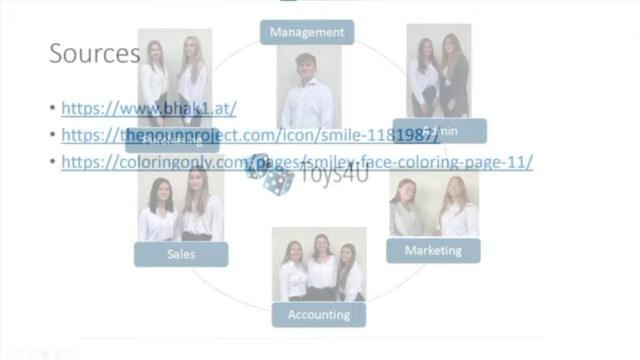 Management
Sources
• https://www.bhak1.at/
• https://thenounproject.com/icon/smile-1181987/
Admin
• https://coloringonly.com/pages/smiley-face-coloring-page-11/
Toys4U
Marketing
Sales
Accounting